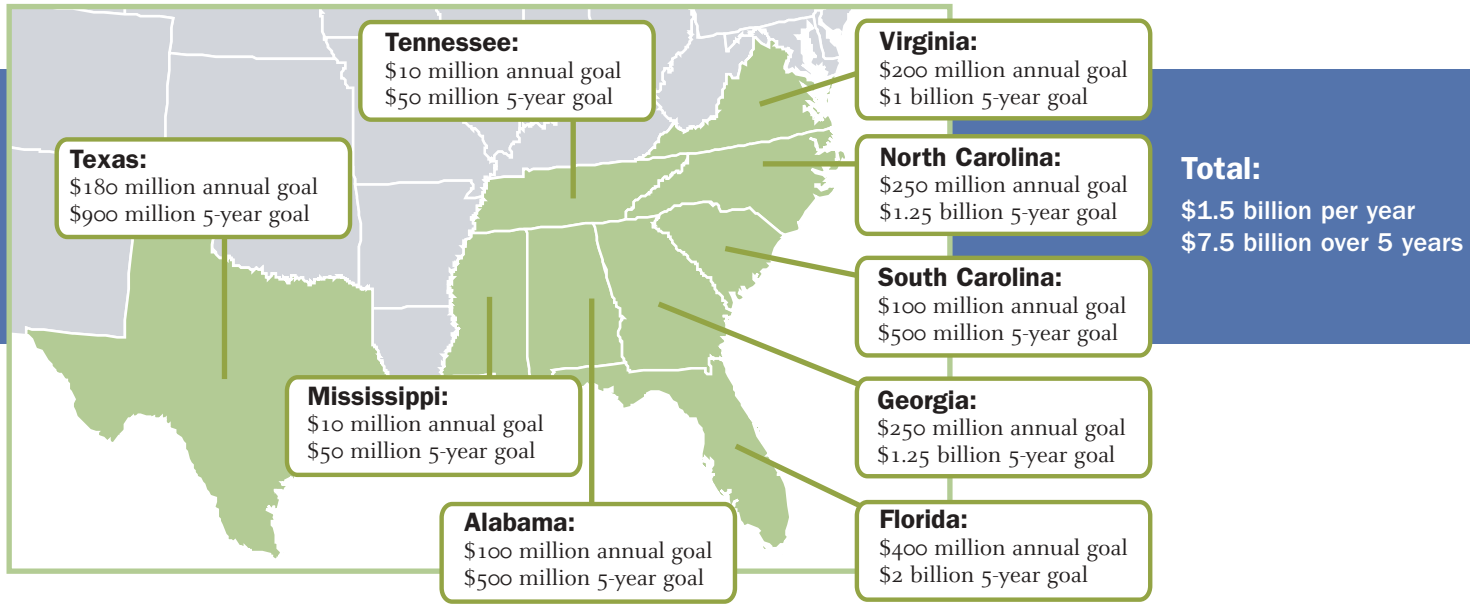 Tennessee:
$10 million annual goal
$50 million 5-year goal
Virginia:
$200 million annual goal
$1 billion 5-year goal
Texas:
$180 million annual goal
$900 million 5-year goal
North Carolina:
$250 million annual goal
$1.25 billion 5-year goal
Total:
$1.5 billion per year
$7.5 billion over 5 years
South Carolina:
$100 million annual goal
$500 million 5-year goal
Mississippi:
$10 million annual goal
$50 million 5-year goal
Georgia:
$250 million annual goal
$1.25 billion 5-year goal
Alabama:
$100 million annual goal
$500 million 5-year goal
Florida:
$400 million annual goal
$2 billion 5-year goal